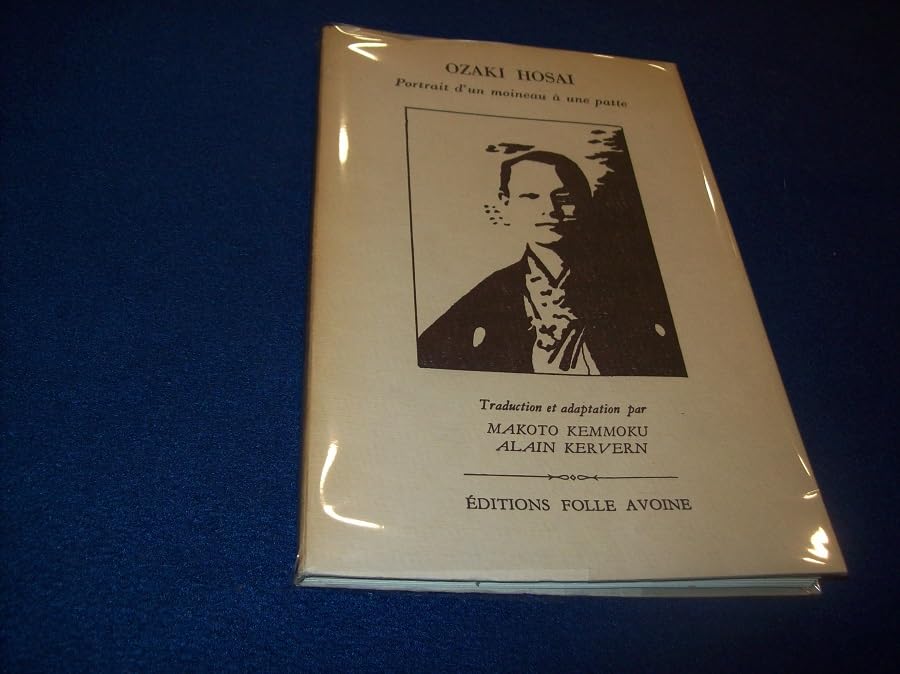 OZAKI HOSAI
Portrait d'un moineau à une patte
Traduction et adaptation par
MAKOTO KEMMOKU
ALAIN KERVERN
ÉDITIONS FOLLE AVOINE